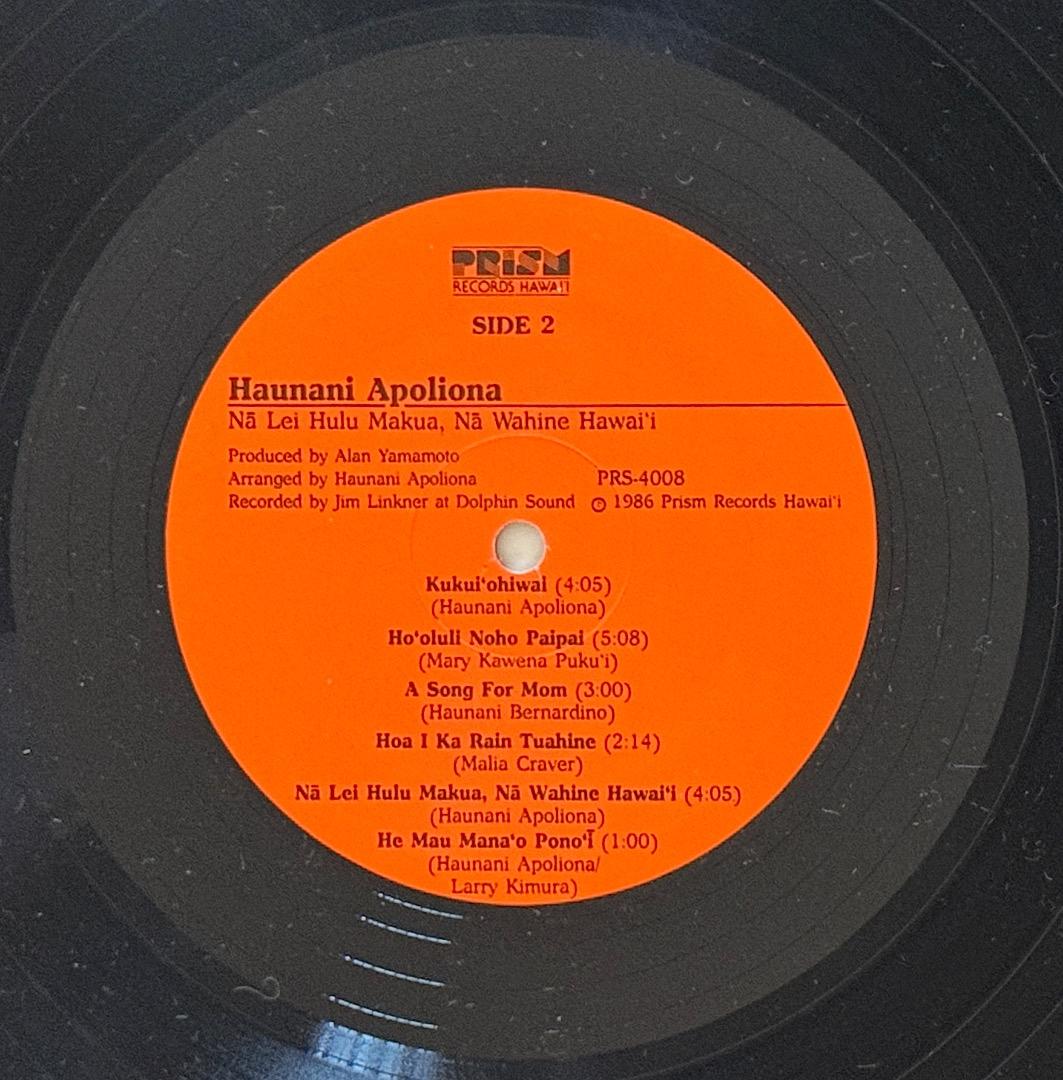 PRISM
RECORDS HAWAI'I
SIDE 2
Haunani Apoliona
Nā Lei Hulu Makua, Nā Wahine Hawai‘i
Produced by Alan Yamamoto
Arranged by Haunani Apoliona PRS-4008
Recorded by Jim Linkner at Dolphin Sound ℗ 1986 Prism Records Hawai‘i
Kukui‘ohiwai (4:05)
(Haunani Apoliona)
Ho‘oluli Noho Paipai (5:08)
(Mary Kawena Puku‘i)
A Song For Mom (3:00)
(Haunani Bernardino)
Hoa I Ka Rain Tuahine (2:14)
(Malia Craver)
Nā Lei Hulu Makua, Nā Wahine Hawai‘i (4:05)
(Haunani Apoliona)
He Mau Mana‘o Pono‘Ī (1:00)
(Haunani Apoliona/
Larry Kimura)